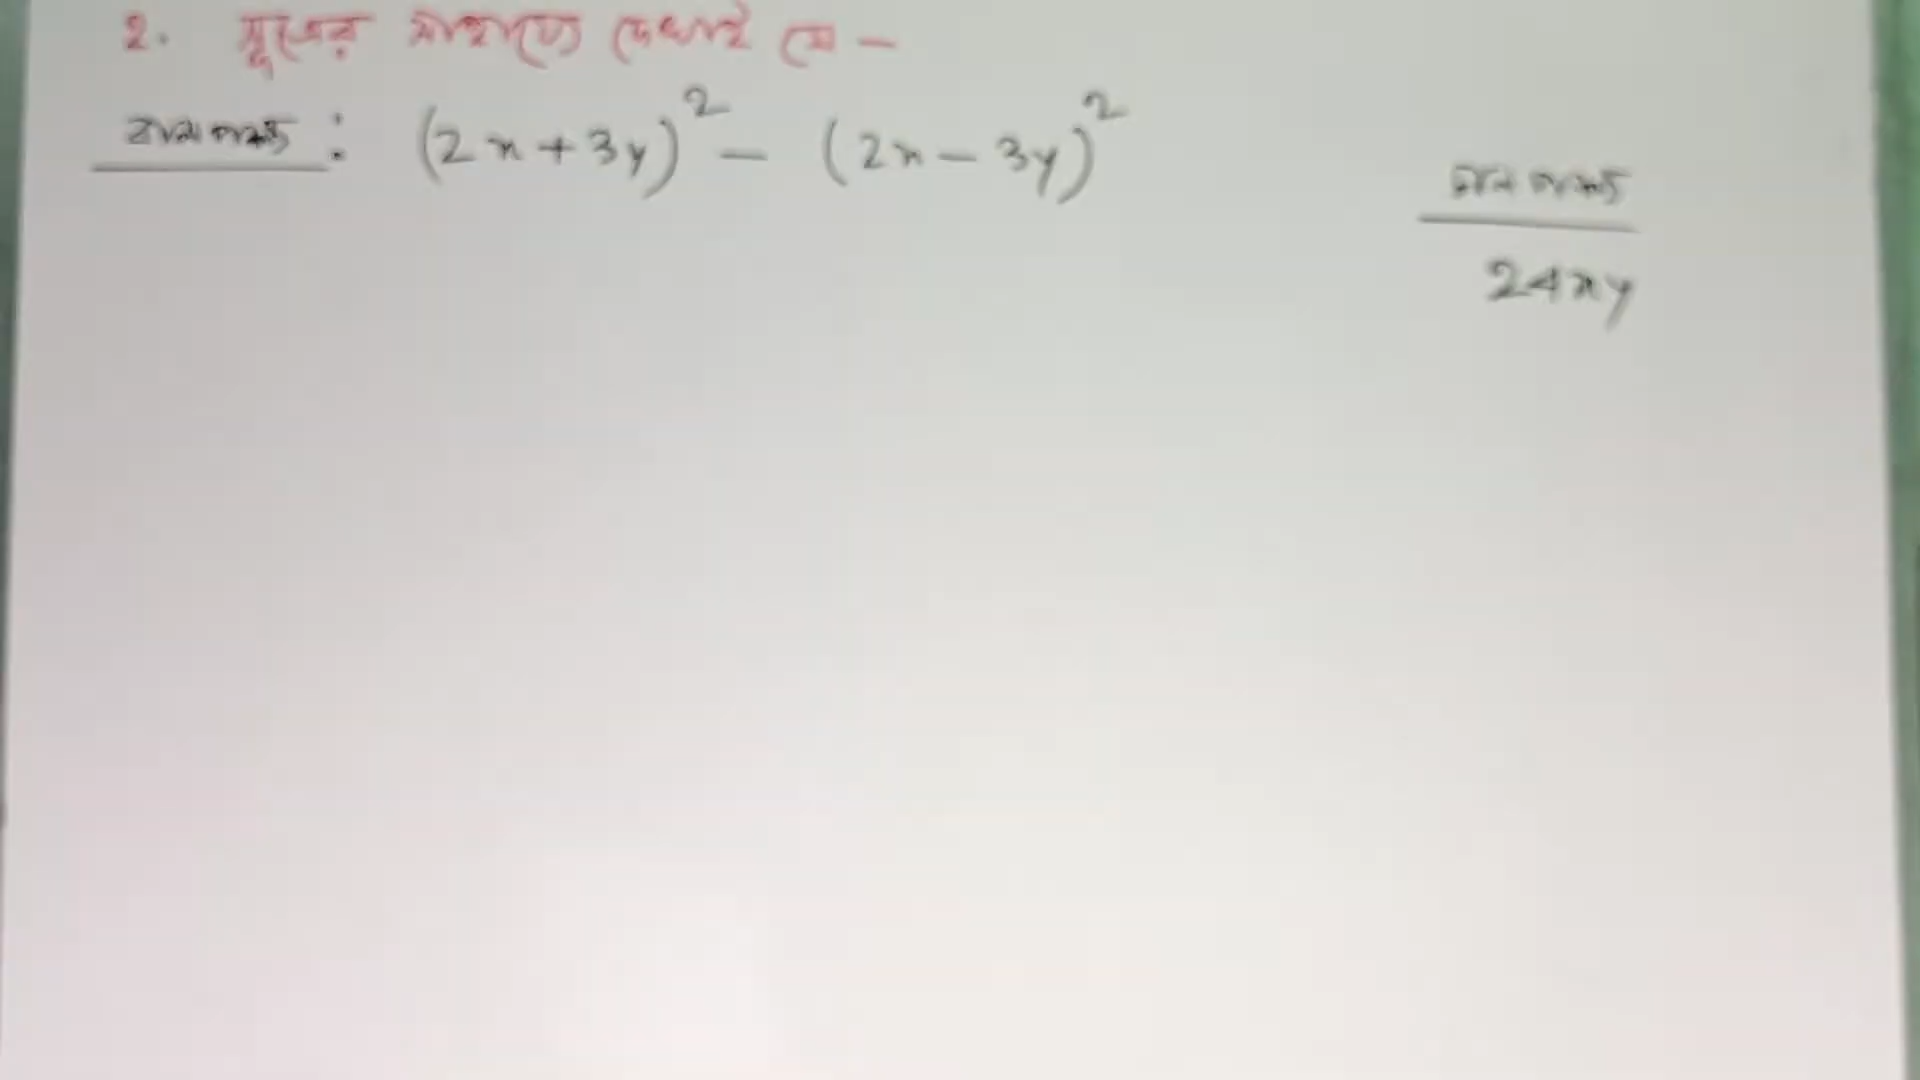 2. সূত্রের সাহায্যে দেখাই যে –
বামপক্ষ : (2x+3y)² – (2x – 3y)²
ডানপক্ষ
24xy